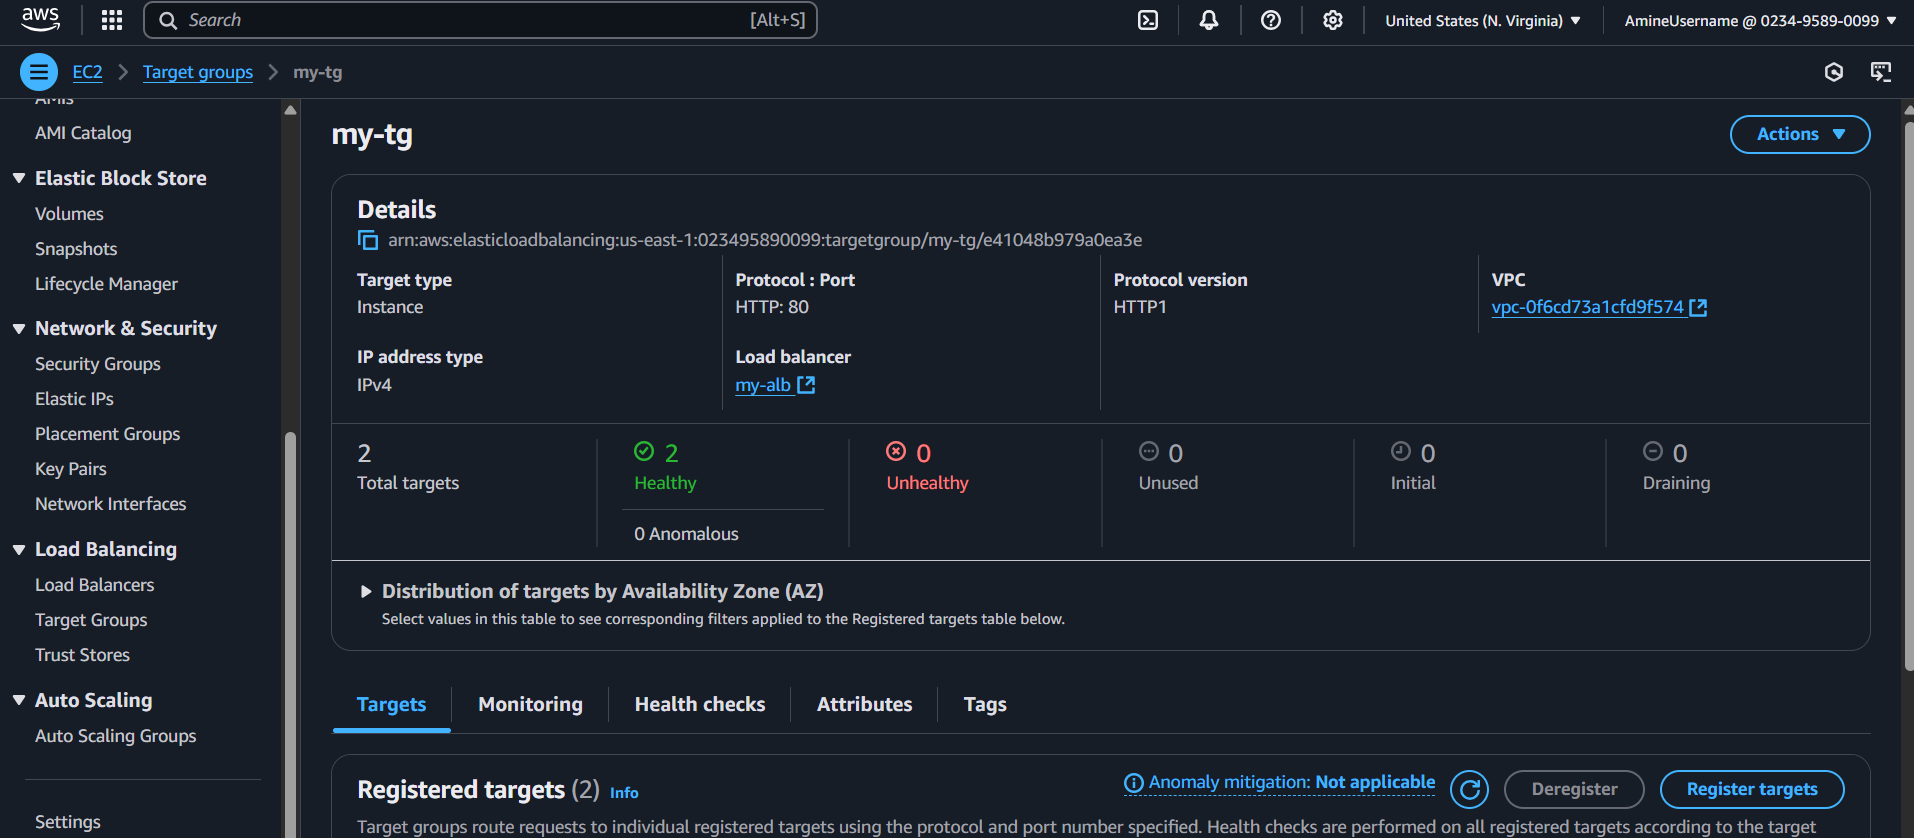 aws
Search [Alt+S]
United States (N. Virginia)
AmineUsername @ 0234-9589-0099
EC2 > Target groups > my-tg
AMIs
AMI Catalog
Elastic Block Store
Volumes
Snapshots
Lifecycle Manager
Network & Security
Security Groups
Elastic IPs
Placement Groups
Key Pairs
Network Interfaces
Load Balancing
Load Balancers
Target Groups
Trust Stores
Auto Scaling
Auto Scaling Groups
Settings
my-tg
Actions
Details
arn:aws:elasticloadbalancing:us-east-1:023495890099:targetgroup/my-tg/e41048b979a0ea3e
Target type
Instance
Protocol : Port
HTTP: 80
Protocol version
HTTP1
VPC
vpc-0f6cd73a1cfd9f574
IP address type
IPv4
Load balancer
my-alb
2
Total targets
2
Healthy
0 Anomalous
0
Unhealthy
0
Unused
0
Initial
0
Draining
Distribution of targets by Availability Zone (AZ)
Select values in this table to see corresponding filters applied to the Registered targets table below.
Targets
Monitoring
Health checks
Attributes
Tags
Registered targets (2) Info
Anomaly mitigation: Not applicable
Deregister
Register targets
Target groups route requests to individual registered targets using the protocol and port number specified. Health checks are performed on all registered targets according to the target